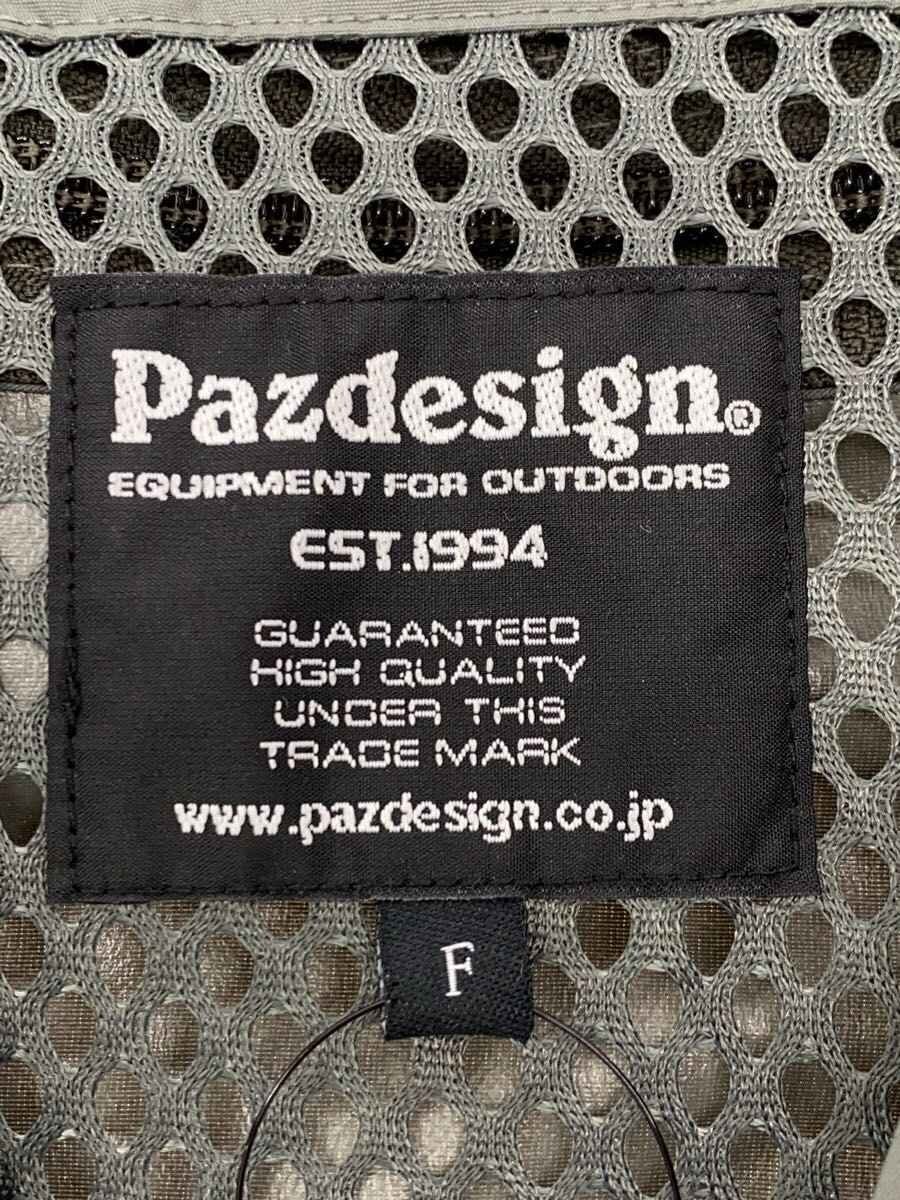 Pazdesign®
EQUIPMENT FOR OUTDOORS
EST.1994
GUARANTEED
HIGH QUALITY
UNDER THIS
TRADE MARK
www.pazdesign.co.jp
F